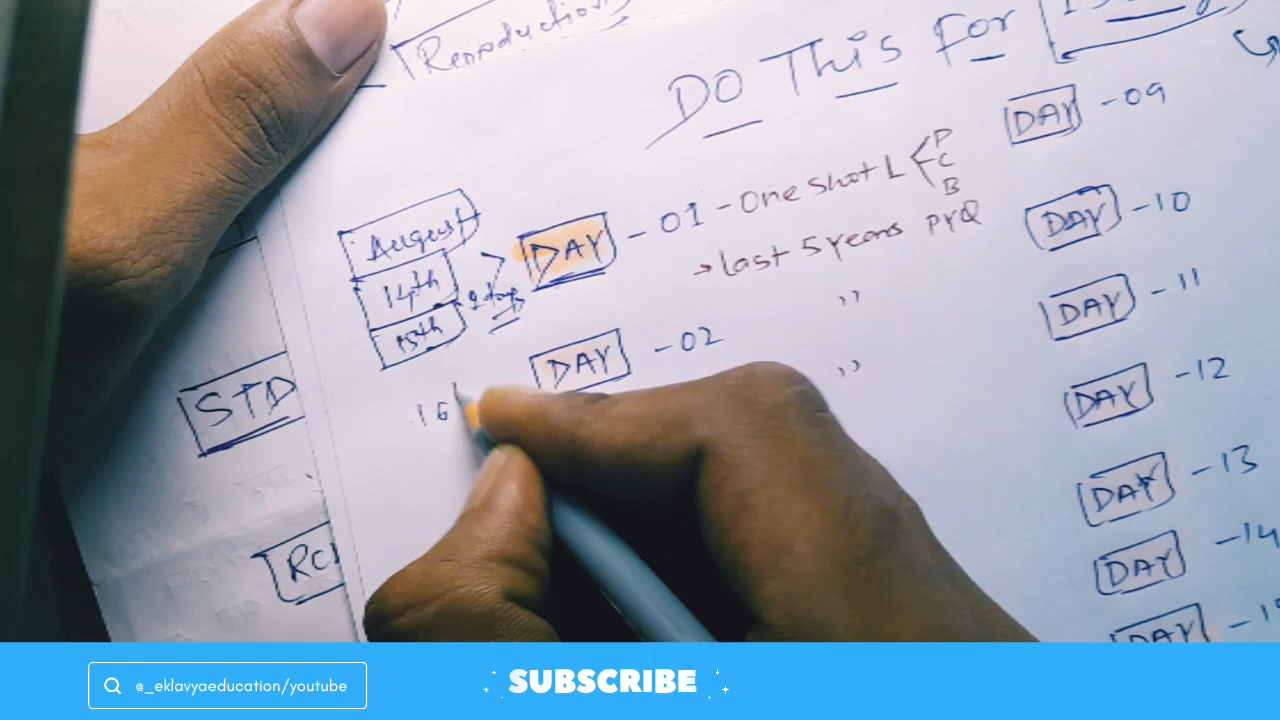 Reproduction
DO This for
August
14th
15th
2 days
DAY - 01 - One Shot L P C B
→ last 5 years PYQ
DAY - 02
"
"
16
DAY - 09
DAY - 10
DAY - 11
DAY - 12
DAY - 13
DAY - 14
DAY - 15
STD
@_eklavyaeducation/youtube
SUBSCRIBE